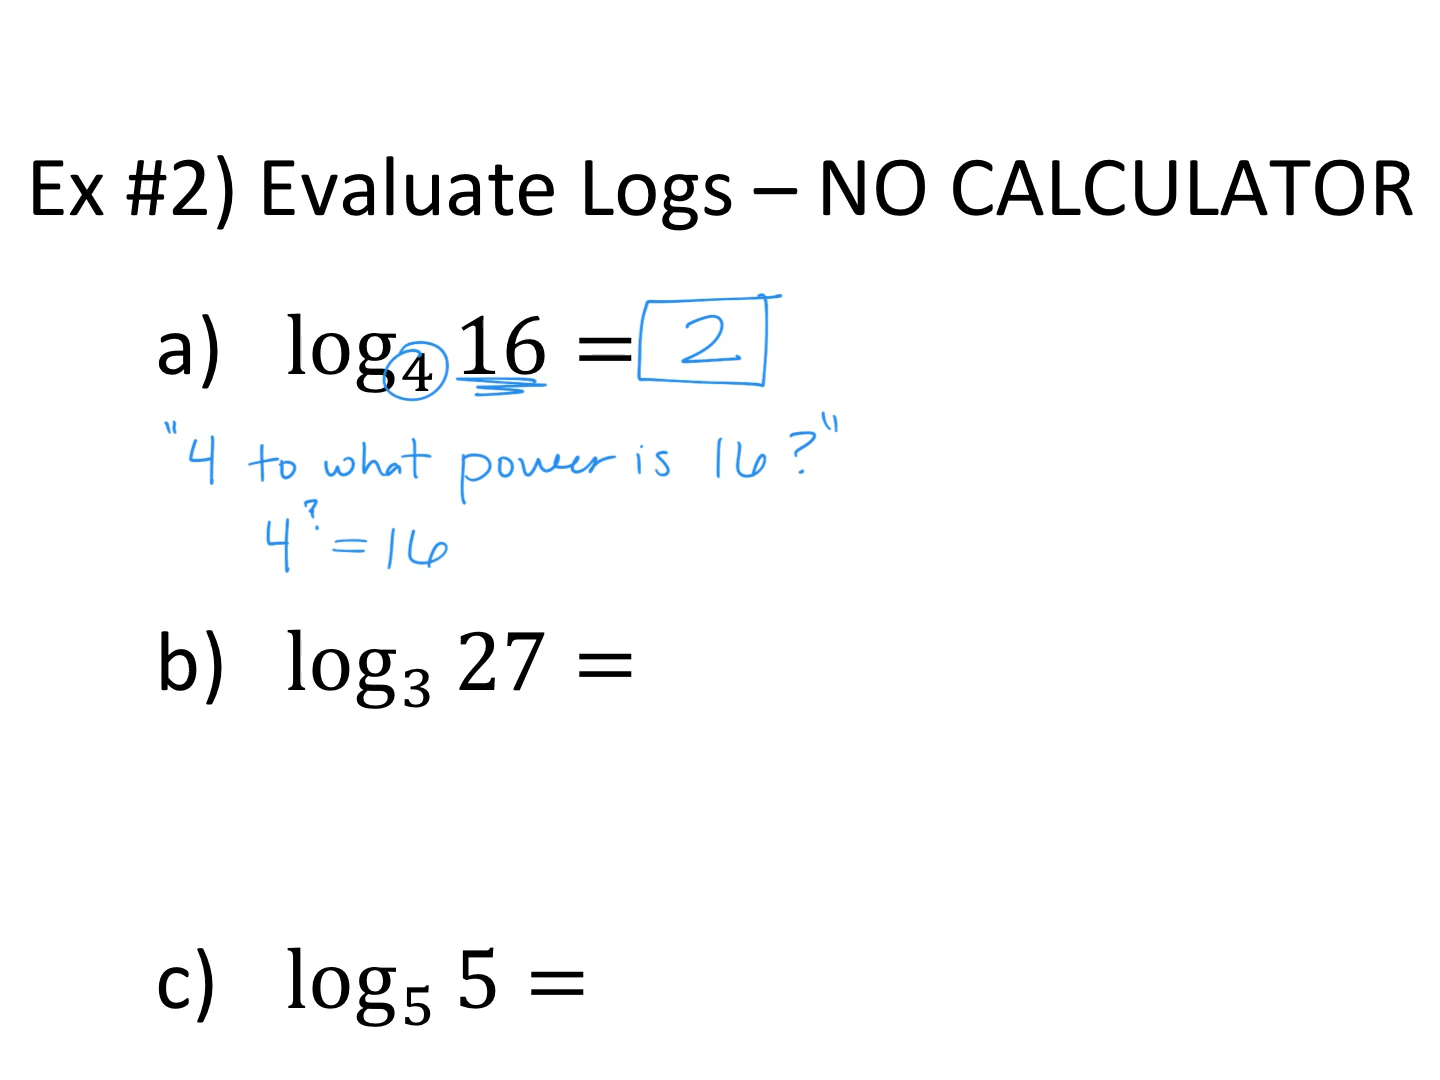 Ex #2) Evaluate Logs – NO CALCULATOR
a) log₄ 16 = 2
"4 to what power is 16?"
4^? = 16
b) log₃ 27 =
c) log₅ 5 =